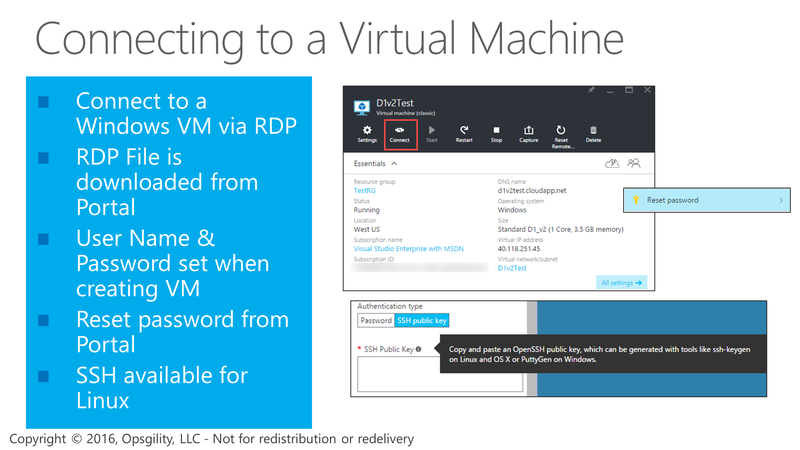 Connecting to a Virtual Machine
Connect to a
Windows VM via RDP
RDP File is
downloaded from
Portal
User Name &
Password set when
creating VM
Reset password from
Portal
SSH available for
Linux
D1v2Test
Virtual machine (classic)
Settings
Connect
Start
Restart
Stop
Capture
Reset
Remote...
Delete
Essentials
Resource group
TestRG
Status
Running
Location
West US
Subscription name
Visual Studio Enterprise with MSDN
Subscription ID
DNS name
d1v2test.cloudapp.net
Operating system
Windows
Size
Standard D1_v2 (1 Core, 3.5 GB memory)
Virtual IP address
40.118.251.45
Virtual network/subnet
D1v2Test
All settings →
Reset password
Authentication type
Password SSH public key
* SSH Public Key
Copy and paste an OpenSSH public key, which can be generated with tools like ssh-keygen
on Linux and OS X or PuttyGen on Windows.
Copyright © 2016, Opsgility, LLC - Not for redistribution or redelivery